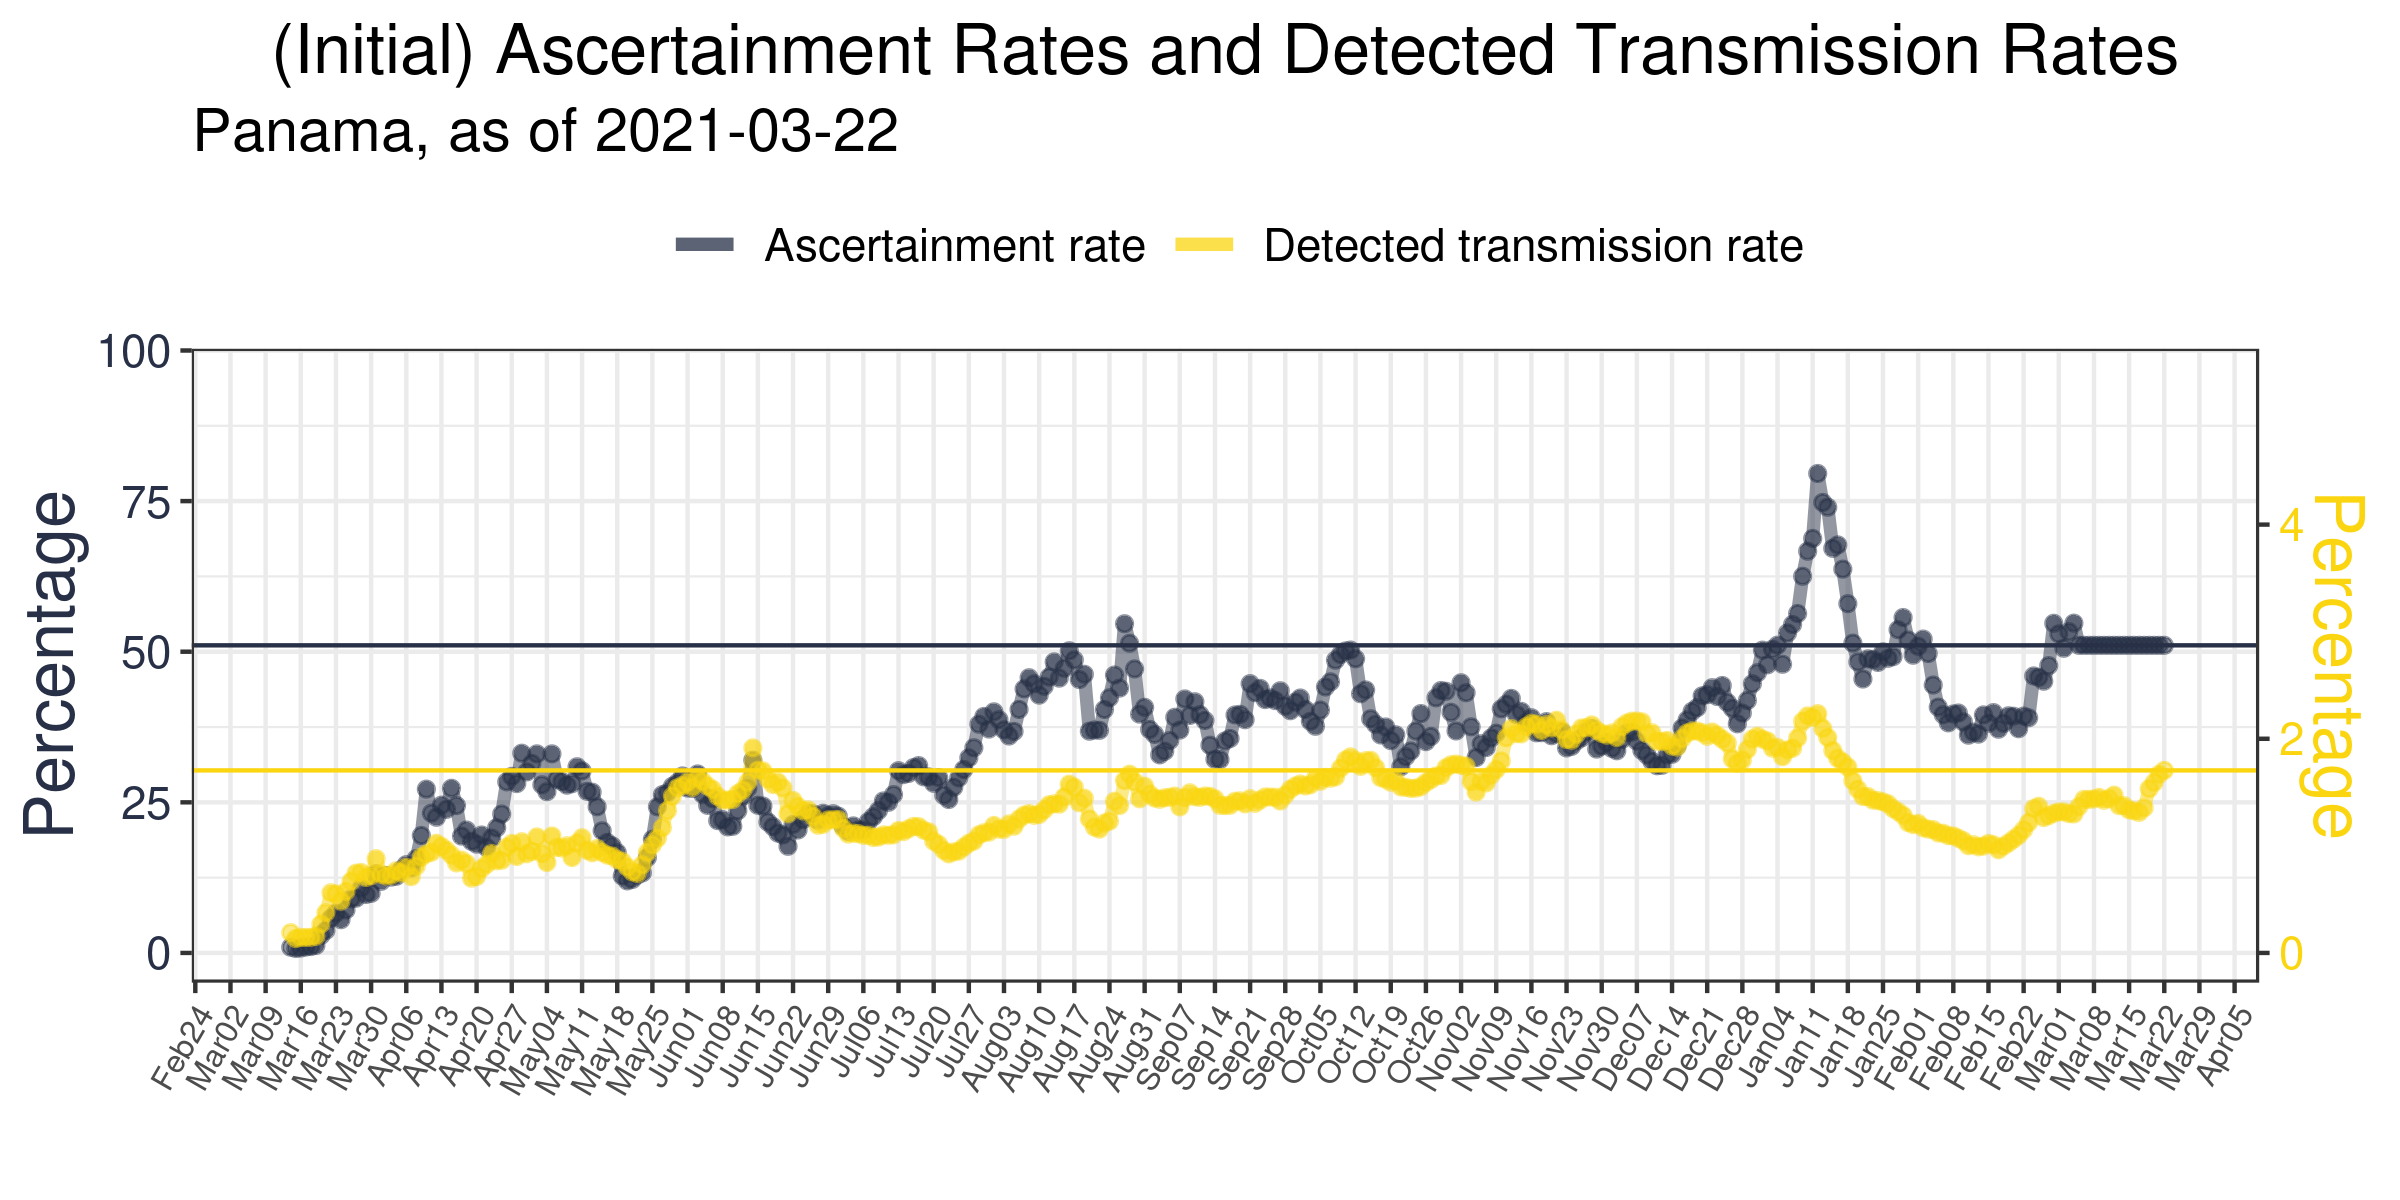 (Initial) Ascertainment Rates and Detected Transmission Rates
Panama, as of 2021-03-22
Ascertainment rate
Detected transmission rate
Percentage
100
75
50
25
0
Percentage
4
2
0
Feb24
Mar02
Mar09
Mar16
Mar23
Mar30
Apr06
Apr13
Apr20
Apr27
May04
May11
May18
May25
Jun01
Jun08
Jun15
Jun22
Jun29
Jul06
Jul13
Jul20
Jul27
Aug03
Aug10
Aug17
Aug24
Aug31
Sep07
Sep14
Sep21
Sep28
Oct05
Oct12
Oct19
Oct26
Nov02
Nov09
Nov16
Nov23
Nov30
Dec07
Dec14
Dec21
Dec28
Jan04
Jan11
Jan18
Jan25
Feb01
Feb08
Feb15
Feb22
Mar01
Mar08
Mar15
Mar22
Mar29
Apr05